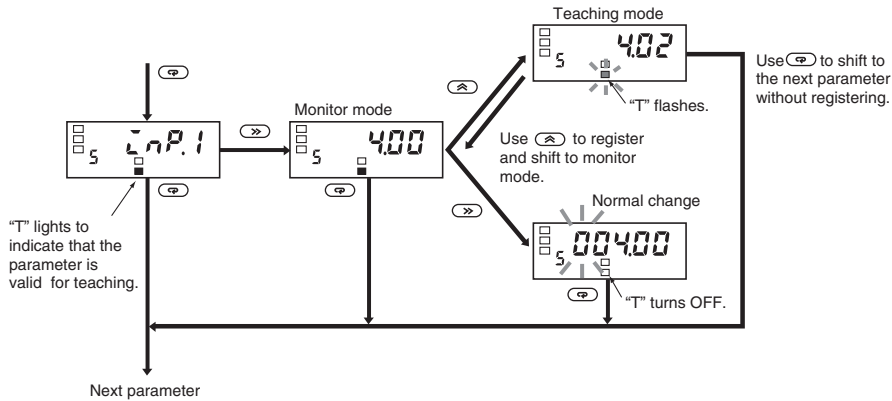 Teaching mode
S 4.02
"T" flashes.
Use to shift to
the next parameter
without registering.
Monitor mode
S inP.1
S 4.00
Use to register
and shift to monitor
mode.
Normal change
S 004.00
"T" turns OFF.
"T" lights to
indicate that the
parameter is
valid for teaching.
Next parameter